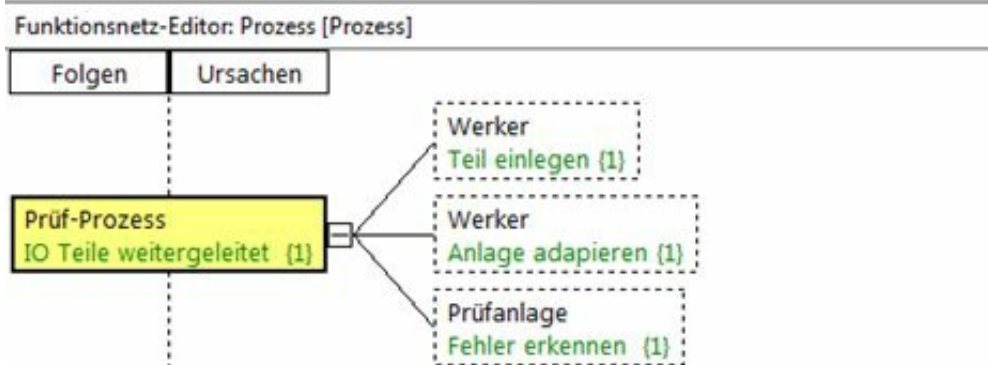 Funktionsnetz-Editor: Prozess [Prozess]
Folgen
Ursachen
Werker
Teil einlegen {1}
Prüf-Prozess
IO Teile weitergeleitet {1}
Werker
Anlage adapieren {1}
Prüfanlage
Fehler erkennen {1}